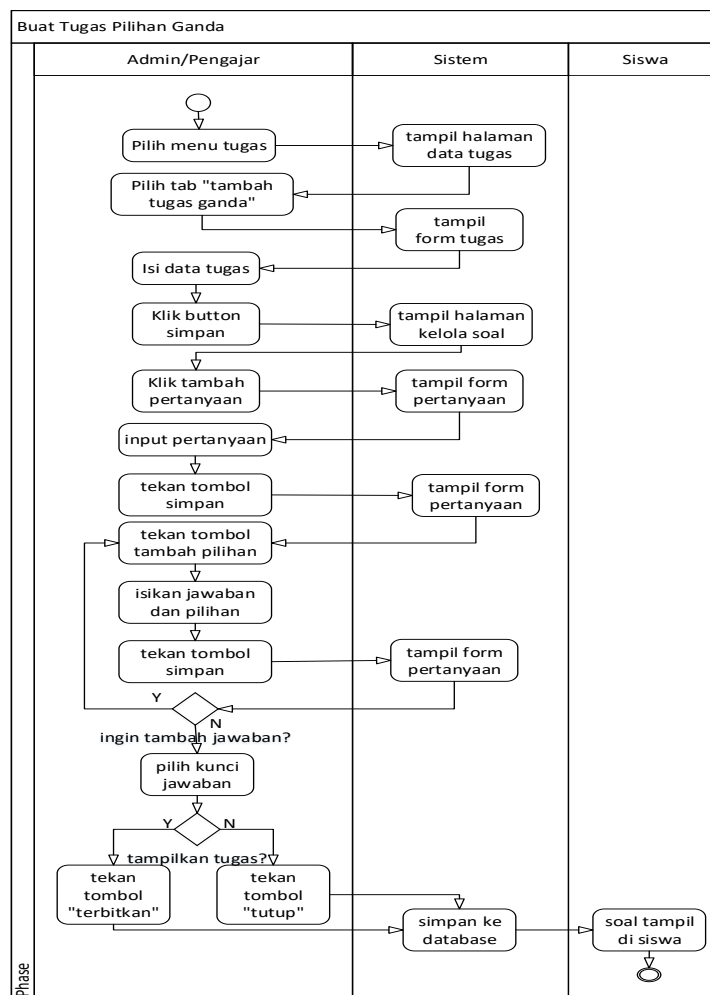 Buat Tugas Pilihan Ganda
Admin/Pengajar
Sistem
Siswa
Pilih menu tugas
tampil halaman
data tugas
Pilih tab "tambah
tugas ganda"
tampil
form tugas
Isi data tugas
Klik button
simpan
tampil halaman
kelola soal
Klik tambah
pertanyaan
tampil form
pertanyaan
input pertanyaan
tekan tombol
simpan
tampil form
pertanyaan
tekan tombol
tambah pilihan
isikan jawaban
dan pilihan
tekan tombol
simpan
tampil form
pertanyaan
Y
N
ingin tambah jawaban?
pilih kunci
jawaban
Y
N
tampilkan tugas?
tekan
tombol
"terbitkan"
tekan
tombol
"tutup"
simpan ke
database
soal tampil
di siswa
Phase